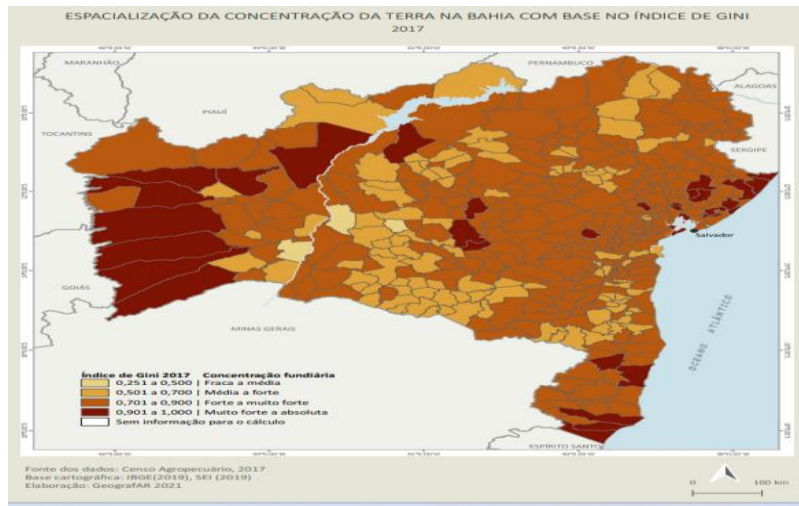 ESPACIALIZAÇÃO DA CONCENTRAÇÃO DA TERRA NA BAHIA COM BASE NO ÍNDICE DE GINI
2017
MARANHÃO
PERNAMBUCO
ALAGOAS
PIAUÍ
TOCANTINS
SERGIPE
Salvador
GOIÁS
MINAS GERAIS
OCEANO ATLÂNTICO
ESPÍRITO SANTO
Índice de Gini 2017 Concentração fundiária
0,251 a 0,500 | Fraca a média
0,501 a 0,700 | Média a forte
0,701 a 0,900 | Forte a muito forte
0,901 a 1,000 | Muito forte a absoluta
Sem informação para o cálculo
Fonte dos dados: Censo Agropecuário, 2017
Base cartográfica: IBGE(2019), SEI (2019)
Elaboração: GeografAR 2021
0 100 km